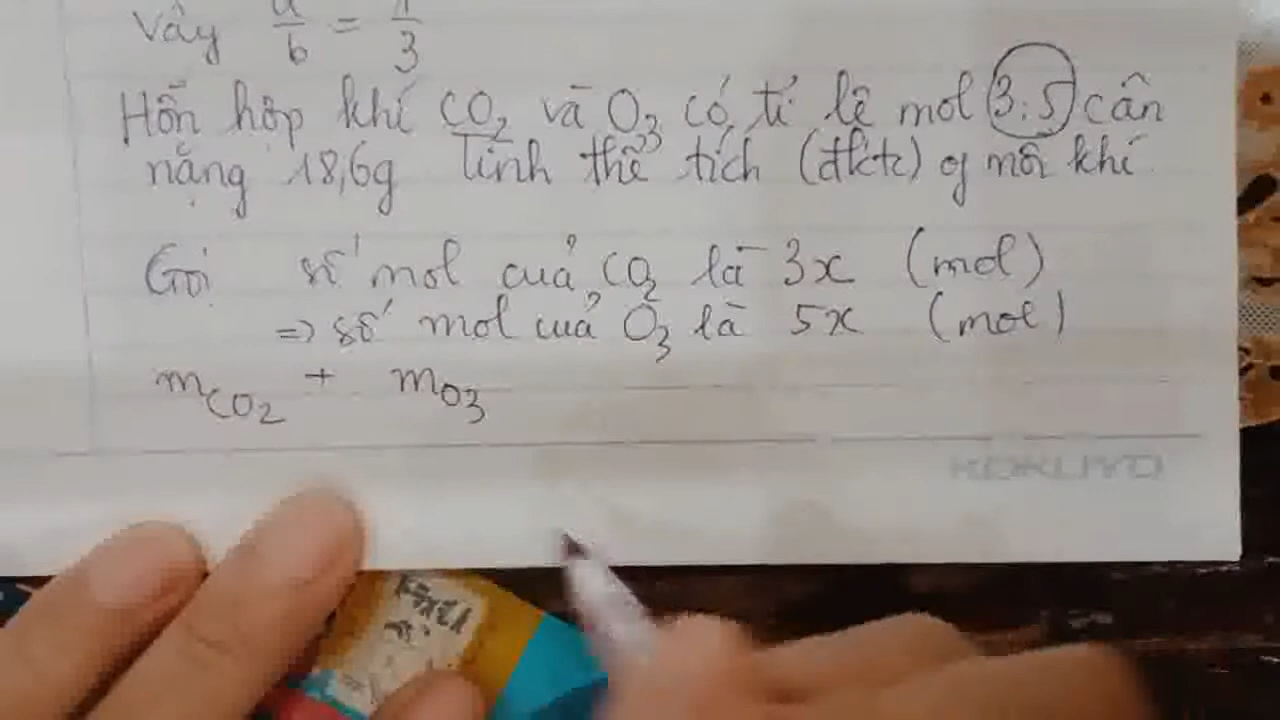 Vậy a/b = 1/3
Hỗn hợp khí CO2 và O3 có tỉ lệ mol 3:5 cân
nặng 18,6g Tính thể tích (đktc) of mỗi khí
Gọi số mol của CO2 là 3x (mol)
=> số mol của O3 là 5x (mol)
mCO2 + mO3
KOKUYO